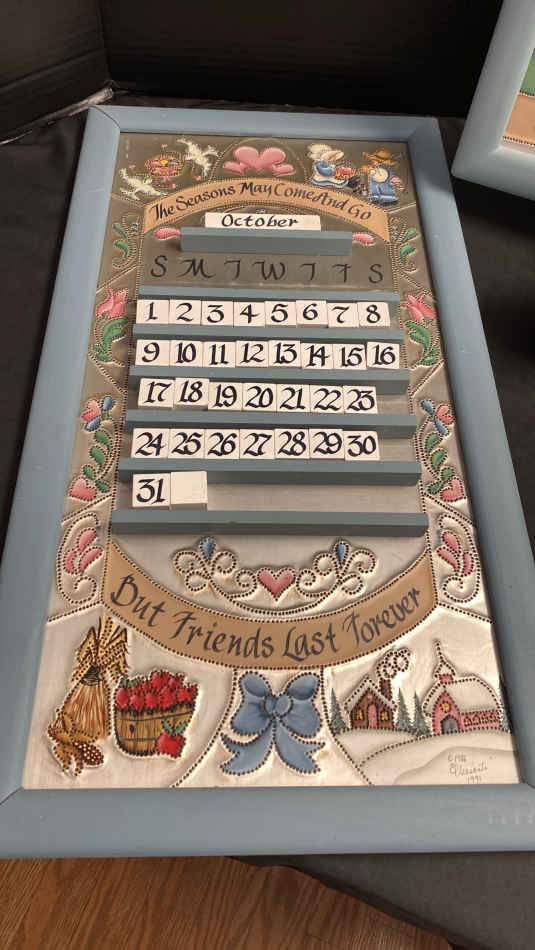 The Seasons May Come And Go
October
S M T W T F S
1 2 3 4 5 6 7 8
9 10 11 12 13 14 15 16
17 18 19 20 21 22 23
24 25 26 27 28 29 30
31
But Friends Last Forever
1991